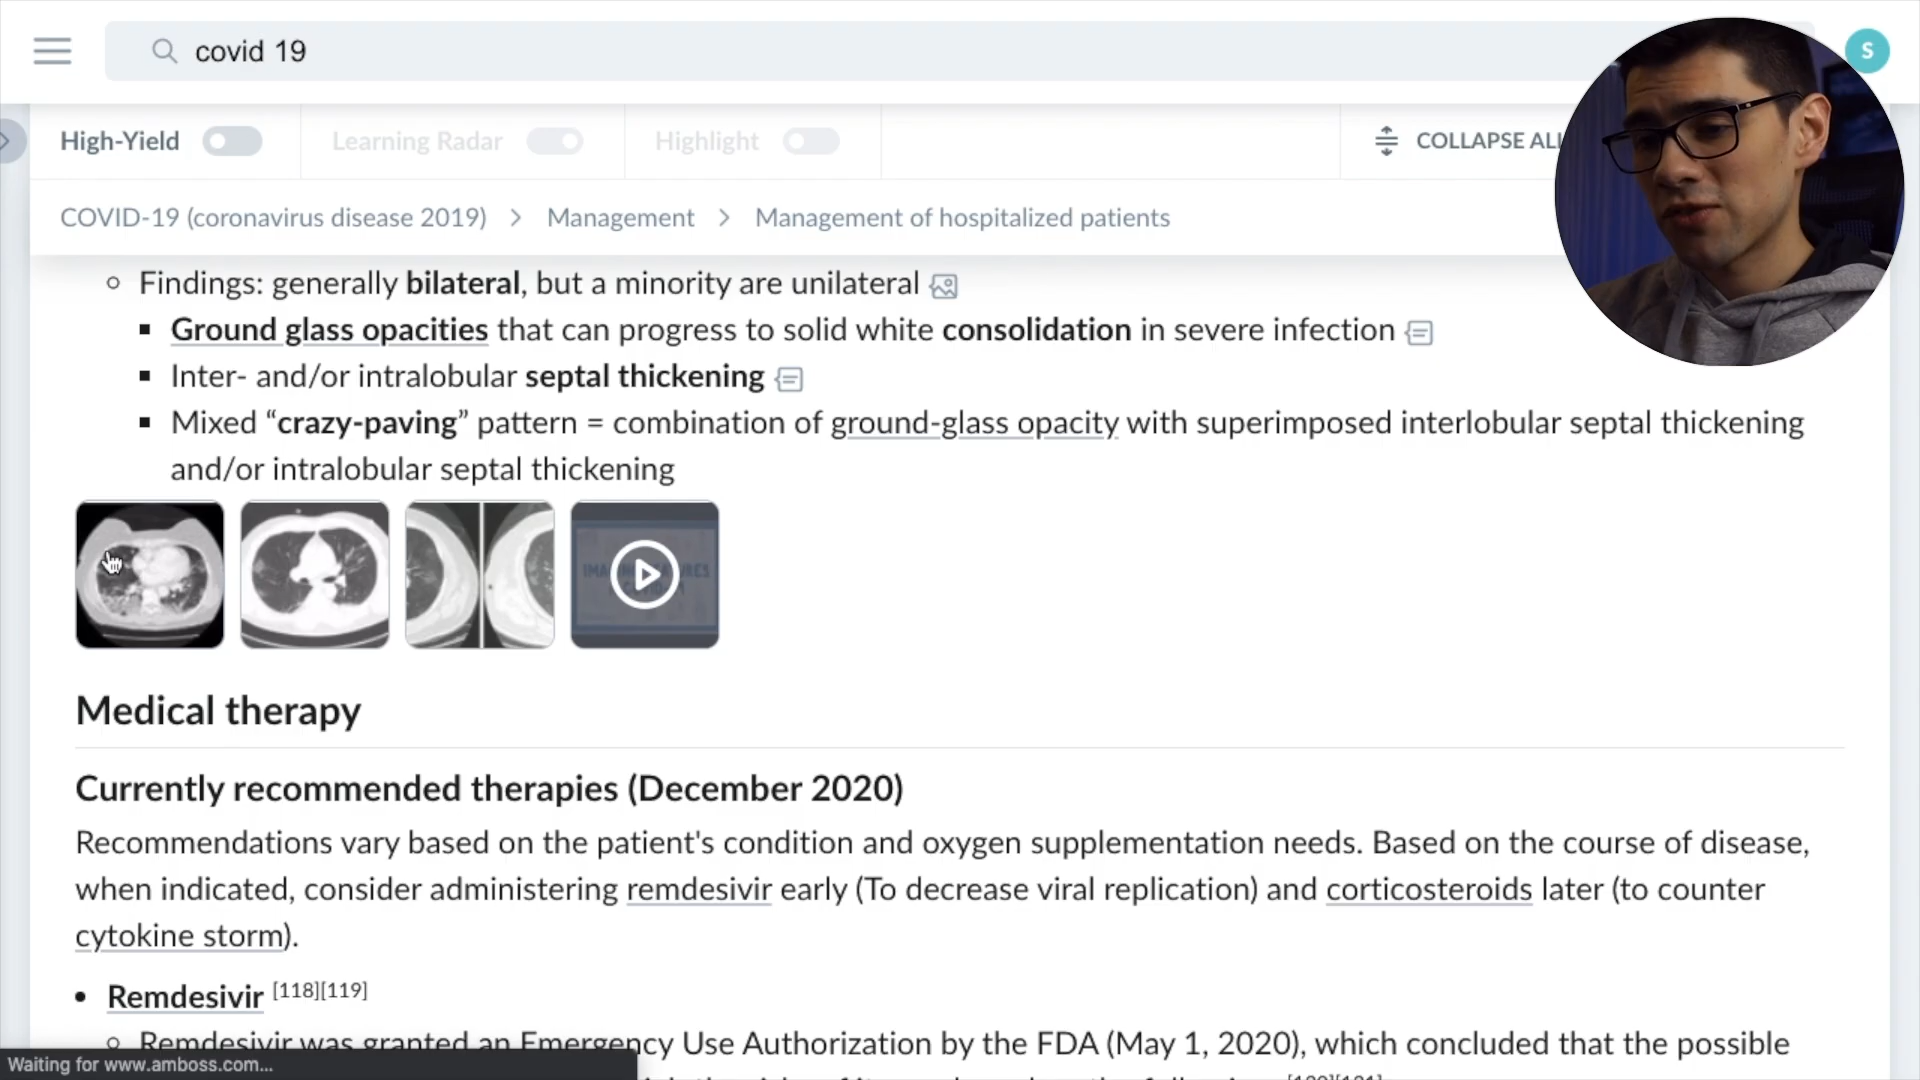 covid 19
S
High-Yield
Learning Radar
Highlight
COLLAPSE ALL
COVID-19 (coronavirus disease 2019) > Management > Management of hospitalized patients
Findings: generally bilateral, but a minority are unilateral
Ground glass opacities that can progress to solid white consolidation in severe infection
Inter- and/or intralobular septal thickening
Mixed “crazy-paving” pattern = combination of ground-glass opacity with superimposed interlobular septal thickening
and/or intralobular septal thickening
Medical therapy
Currently recommended therapies (December 2020)
Recommendations vary based on the patient's condition and oxygen supplementation needs. Based on the course of disease,
when indicated, consider administering remdesivir early (To decrease viral replication) and corticosteroids later (to counter
cytokine storm).
Remdesivir [118][119]
Remdesivir was granted an Emergency Use Authorization by the FDA (May 1, 2020), which concluded that the possible
Waiting for www.amboss.com...